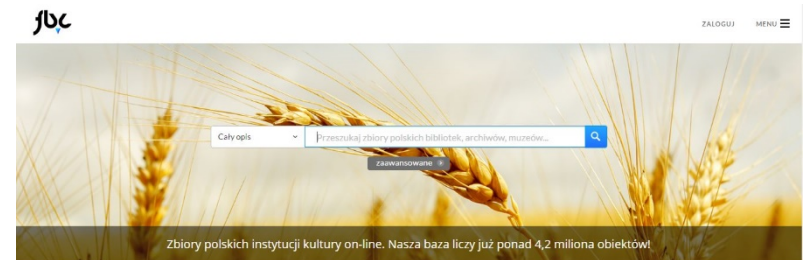 fbc
ZALOGUJ MENU
Cały opis Przeszukaj zbiory polskich bibliotek, archiwów, muzeów...
zaawansowane
Zbiory polskich instytucji kultury on-line. Nasza baza liczy już ponad 4,2 miliona obiektów!